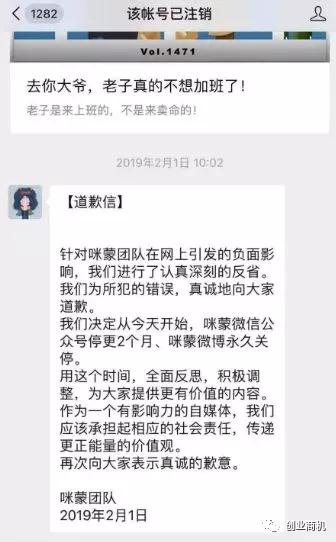 1282
该帐号已注销
Vol.1471
去你大爷，老子真的不想加班了！
老子是来上班的，不是来卖命的！
2019年2月1日 10:02
【道歉信】
针对咪蒙团队在网上引发的负面影
响，我们进行了认真深刻的反省。
我们为所犯的错误，真诚地向大家
道歉。
我们决定从今天开始，咪蒙微信公
众号停更2个月、咪蒙微博永久关
停。
用这个时间，全面反思，积极调
整，为大家提供更有价值的内容。
作为一个有影响力的自媒体，我们
应该承担起相应的社会责任，传递
更正能量的价值观。
再次向大家表示真诚的歉意。
咪蒙团队
2019年2月1日
创业商机